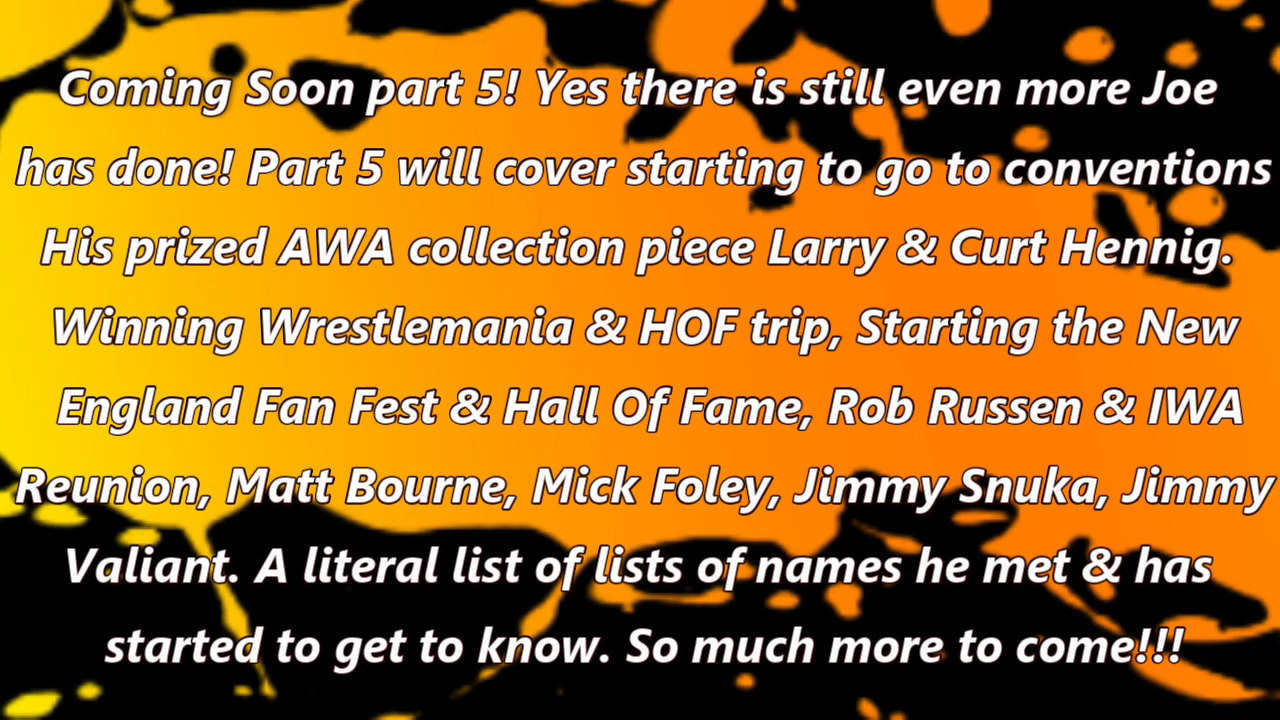 Coming Soon part 5! Yes there is still even more Joe
has done! Part 5 will cover starting to go to conventions
His prized AWA collection piece Larry & Curt Hennig.
Winning Wrestlemania & HOF trip, Starting the New
England Fan Fest & Hall Of Fame, Rob Russen & IWA
Reunion, Matt Bourne, Mick Foley, Jimmy Snuka, Jimmy
Valiant. A literal list of lists of names he met & has
started to get to know. So much more to come!!!